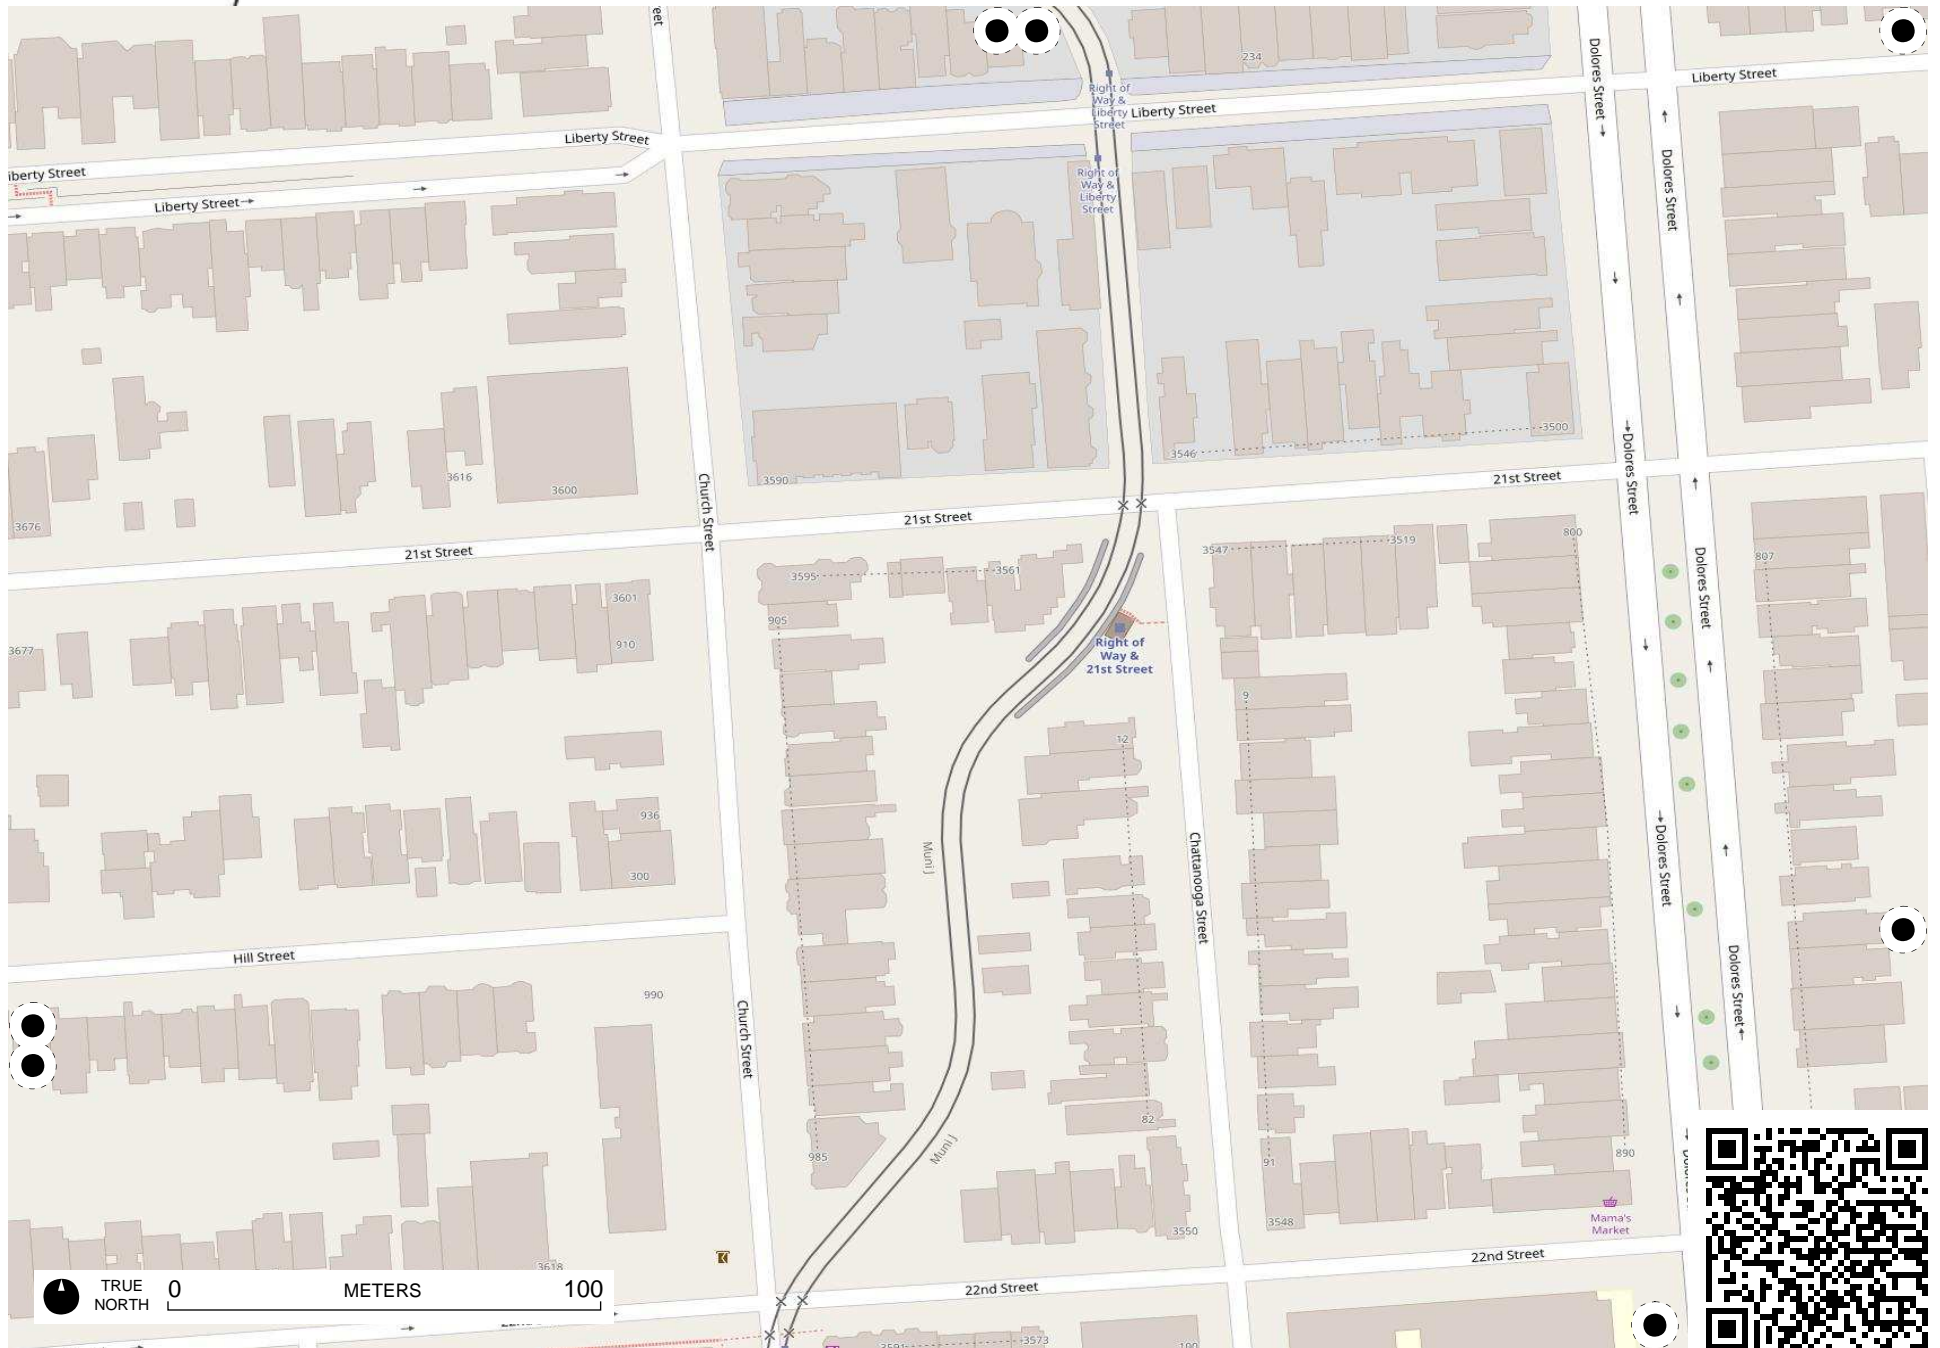 reet
234
Dolores Street
Liberty Street
Right of
Way &
Liberty
Street
Liberty Street
Liberty Street
Liberty Street
Right of
Way &
Liberty
Street
Liberty Street
Dolores Street
3500
3546
Dolores Street
3616
3600
3590
21st Street
Church Street
3676
21st Street
21st Street
800
3547
3519
807
3595
3561
Dolores Street
3601
905
910
3677
Right of
Way &
21st Street
9
12
936
Muni J
Chattanooga Street
Dolores Street
300
Hill Street
990
Church Street
Dolores Street
82
Muni J
985
91
890
3548
3550
Mama's
Market
22nd Street
3618
22nd Street
TRUE
NORTH
0
METERS
100
3591
3573
100